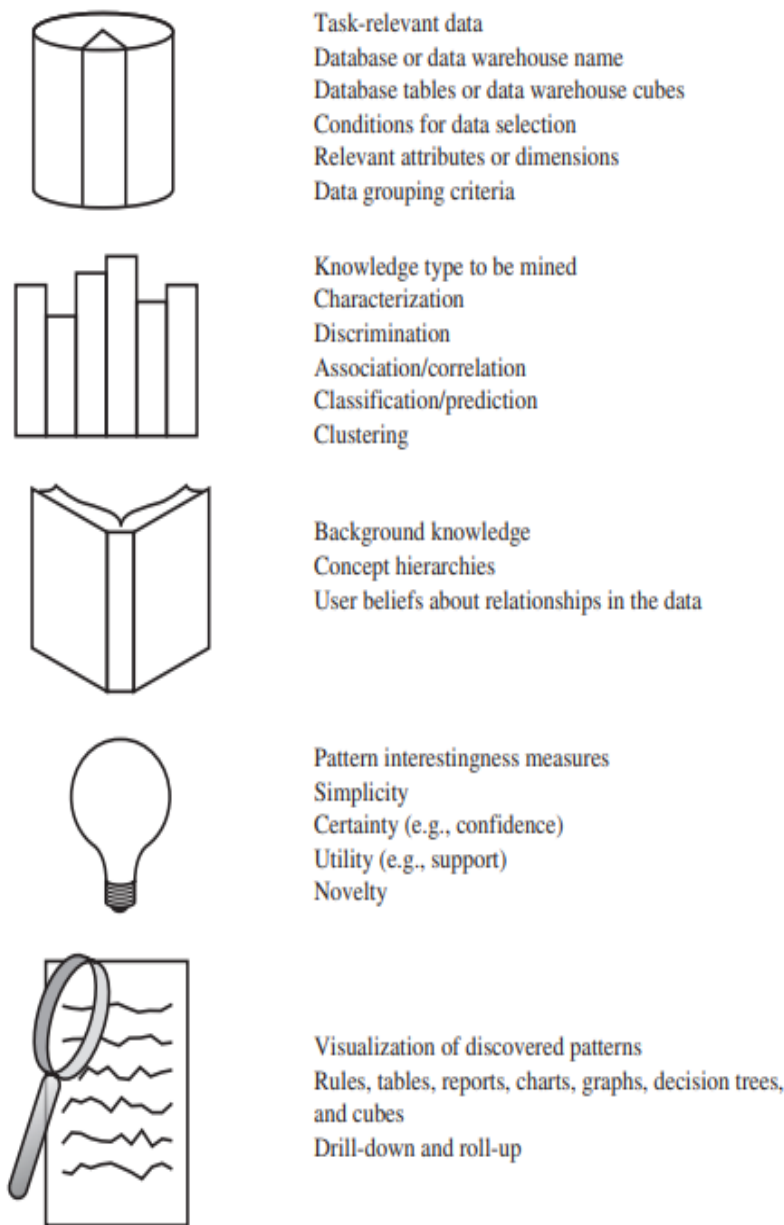 Task-relevant data
Database or data warehouse name
Database tables or data warehouse cubes
Conditions for data selection
Relevant attributes or dimensions
Data grouping criteria
Knowledge type to be mined
Characterization
Discrimination
Association/correlation
Classification/prediction
Clustering
Background knowledge
Concept hierarchies
User beliefs about relationships in the data
Pattern interestingness measures
Simplicity
Certainty (e.g., confidence)
Utility (e.g., support)
Novelty
Visualization of discovered patterns
Rules, tables, reports, charts, graphs, decision trees,
and cubes
Drill-down and roll-up